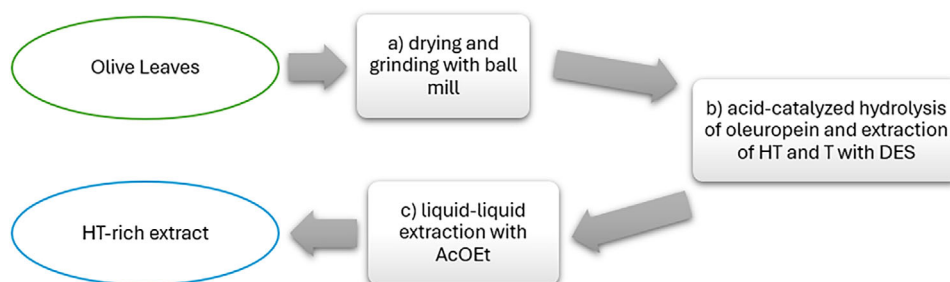 Olive Leaves
a) drying and
grinding with ball
mill
b) acid-catalyzed hydrolysis
of oleuropein and extraction
of HT and T with DES
c) liquid-liquid
extraction with
AcOEt
HT-rich extract